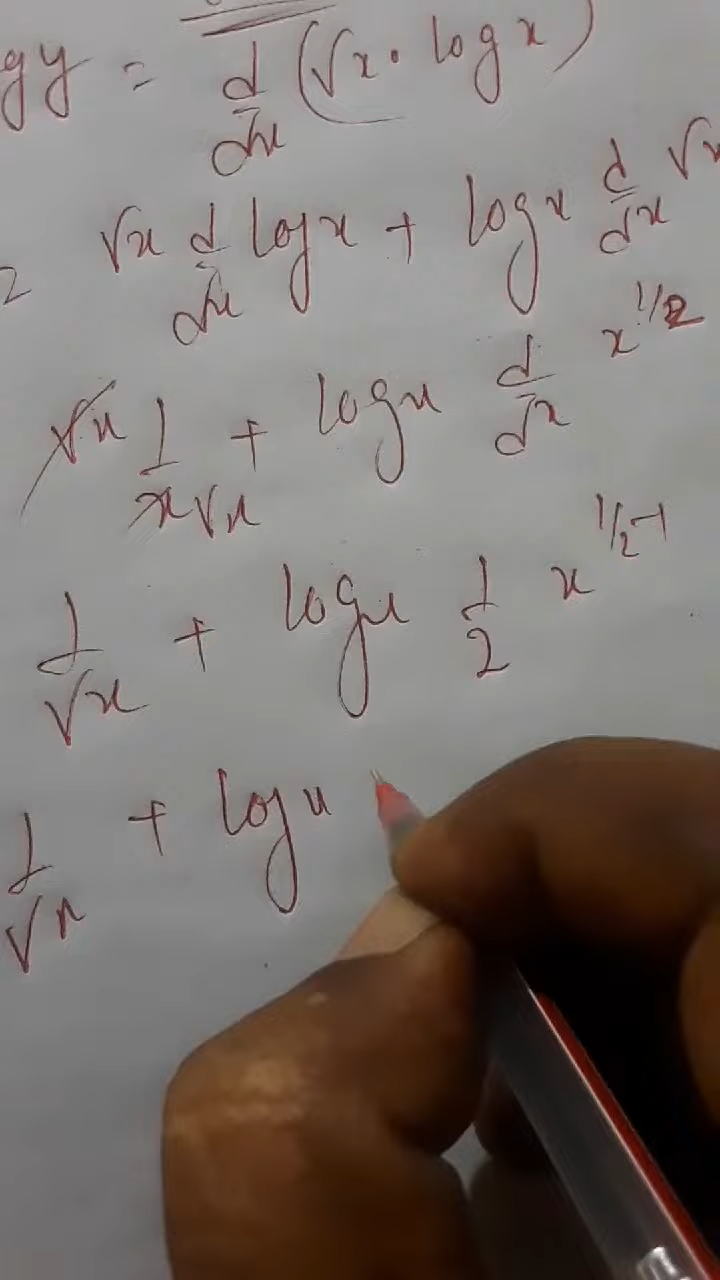 gy = d/dx (√x · log x)
2 √x d/dx log x + log x d/dx √x
√x 1/x√x + log x d/dx x^1/2
1/√x + log x 1/2 x^1/2-1
1/√x + log x